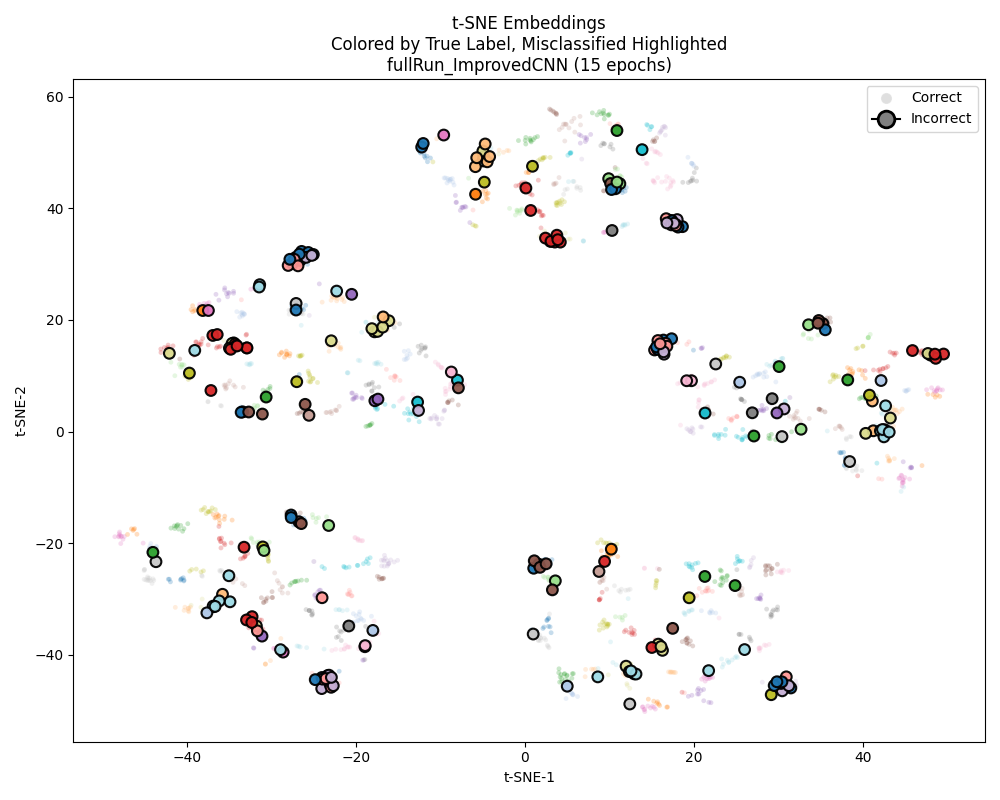 t-SNE Embeddings
Colored by True Label, Misclassified Highlighted
fullRun_ImprovedCNN (15 epochs)
Correct
Incorrect
60
40
20
0
−20
−40
t-SNE-2
−40
−20
0
20
40
t-SNE-1